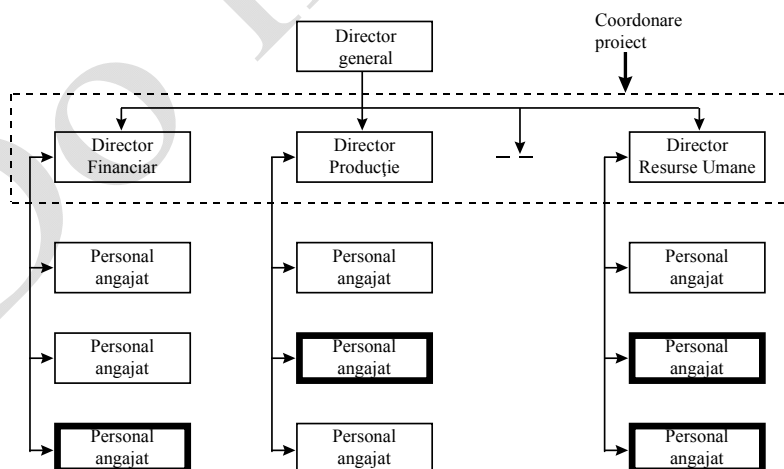 Director
general
Coordonare
proiect
Director
Financiar
Director
Producţie
Director
Resurse Umane
Personal
angajat
Personal
angajat
Personal
angajat
Personal
angajat
Personal
angajat
Personal
angajat
Personal
angajat
Personal
angajat
Personal
angajat